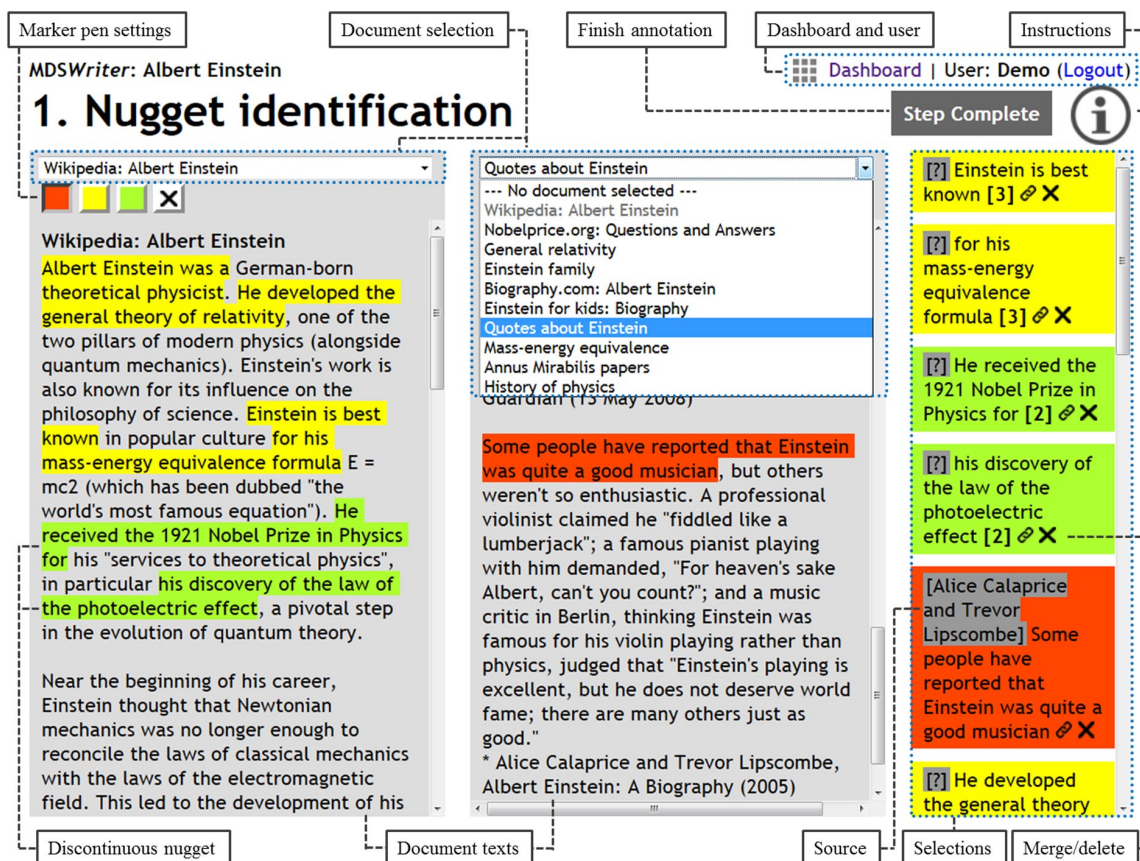 Marker pen settings
Document selection
Finish annotation
Dashboard and user
Instructions
MDSWriter: Albert Einstein
Dashboard | User: Demo (Logout)
1. Nugget identification
Step Complete
i
Wikipedia: Albert Einstein
Wikipedia: Albert Einstein
Albert Einstein was a German-born
theoretical physicist. He developed the
general theory of relativity, one of the
two pillars of modern physics (alongside
quantum mechanics). Einstein's work is
also known for its influence on the
philosophy of science. Einstein is best
known in popular culture for his
mass-energy equivalence formula E =
mc2 (which has been dubbed "the
world's most famous equation"). He
received the 1921 Nobel Prize in Physics
for his "services to theoretical physics",
in particular his discovery of the law of
the photoelectric effect, a pivotal step
in the evolution of quantum theory.
Near the beginning of his career,
Einstein thought that Newtonian
mechanics was no longer enough to
reconcile the laws of classical mechanics
with the laws of the electromagnetic
field. This led to the development of his
Quotes about Einstein
--- No document selected ---
Wikipedia: Albert Einstein
Nobelprice.org: Questions and Answers
General relativity
Einstein family
Biography.com: Albert Einstein
Einstein for kids: Biography
Quotes about Einstein
Mass-energy equivalence
Annus Mirabilis papers
History of physics
Guardian (13 May 2008)
Some people have reported that Einstein
was quite a good musician, but others
weren't so enthusiastic. A professional
violinist claimed he "fiddled like a
lumberjack"; a famous pianist playing
with him demanded, "For heaven's sake
Albert, can't you count?"; and a music
critic in Berlin, thinking Einstein was
famous for his violin playing rather than
physics, judged that "Einstein's playing is
excellent, but he does not deserve world
fame; there are many others just as
good."
* Alice Calaprice and Trevor Lipscombe,
Albert Einstein: A Biography (2005)
[?] Einstein is best
known [3]
[?] for his
mass-energy
equivalence
formula [3]
[?] He received the
1921 Nobel Prize in
Physics for [2]
[?] his discovery of
the law of the
photoelectric
effect [2]
[Alice Calaprice
and Trevor
Lipscombe] Some
people have
reported that
Einstein was quite a
good musician
[?] He developed
the general theory
Discontinuous nugget
Document texts
Source
Selections
Merge/delete